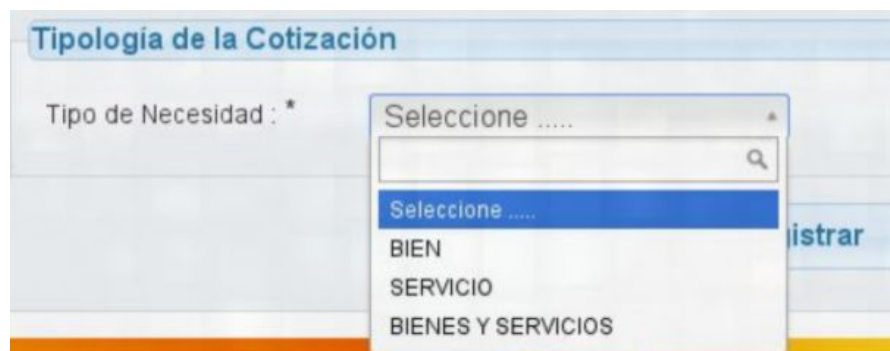 Tipología de la Cotización
Tipo de Necesidad : *
Seleccione .....
Seleccione .....
istrar
BIEN
SERVICIO
BIENES Y SERVICIOS